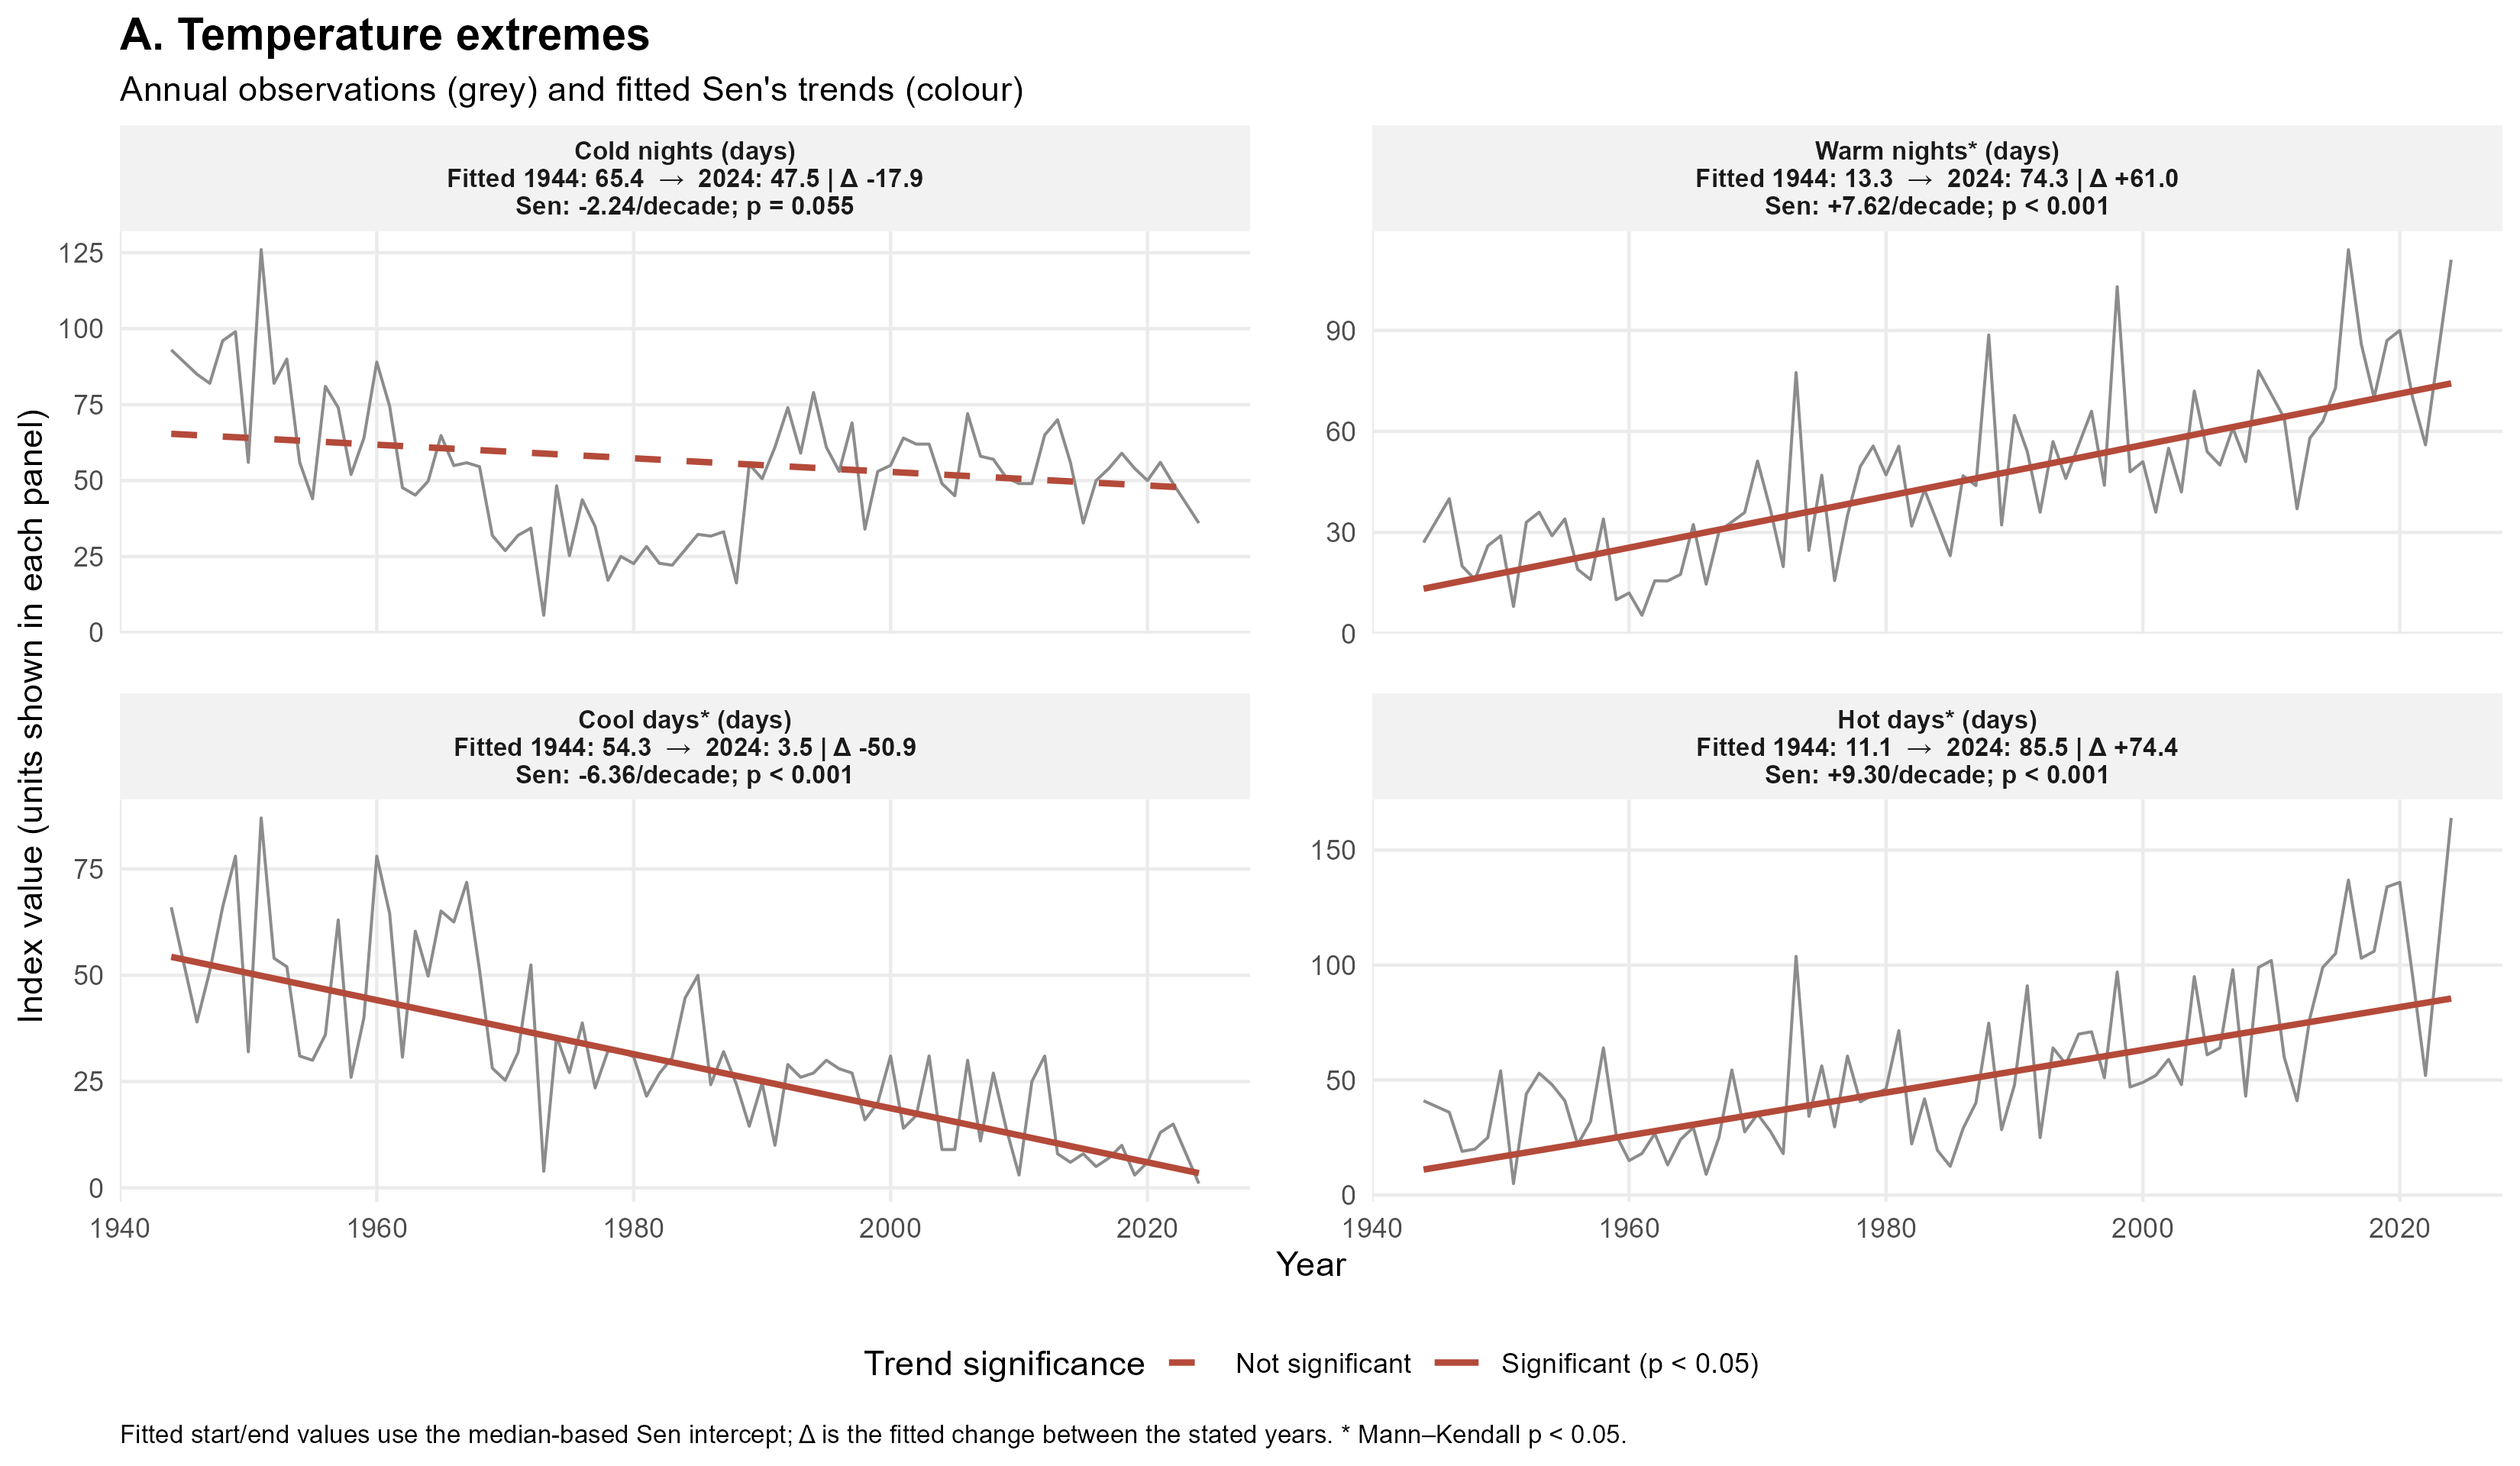 A. Temperature extremes
Annual observations (grey) and fitted Sen's trends (colour)
Index value (units shown in each panel)
Cold nights (days)
Fitted 1944: 65.4 → 2024: 47.5 | Δ -17.9
Sen: -2.24/decade; p = 0.055
125
100
75
50
25
0
Warm nights* (days)
Fitted 1944: 13.3 → 2024: 74.3 | Δ +61.0
Sen: +7.62/decade; p < 0.001
90
60
30
0
Cool days* (days)
Fitted 1944: 54.3 → 2024: 3.5 | Δ -50.9
Sen: -6.36/decade; p < 0.001
75
50
25
0
1940 1960 1980 2000 2020
Hot days* (days)
Fitted 1944: 11.1 → 2024: 85.5 | Δ +74.4
Sen: +9.30/decade; p < 0.001
150
100
50
0
1940 1960 1980 2000 2020
Year
Trend significance Not significant Significant (p < 0.05)
Fitted start/end values use the median-based Sen intercept; Δ is the fitted change between the stated years. * Mann–Kendall p < 0.05.